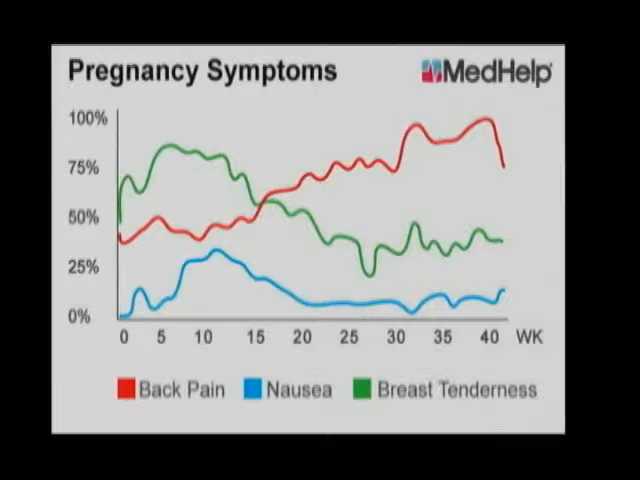 Pregnancy Symptoms
MedHelp
100%
75%
50%
25%
0%
0 5 10 15 20 25 30 35 40 WK
Back Pain Nausea Breast Tenderness